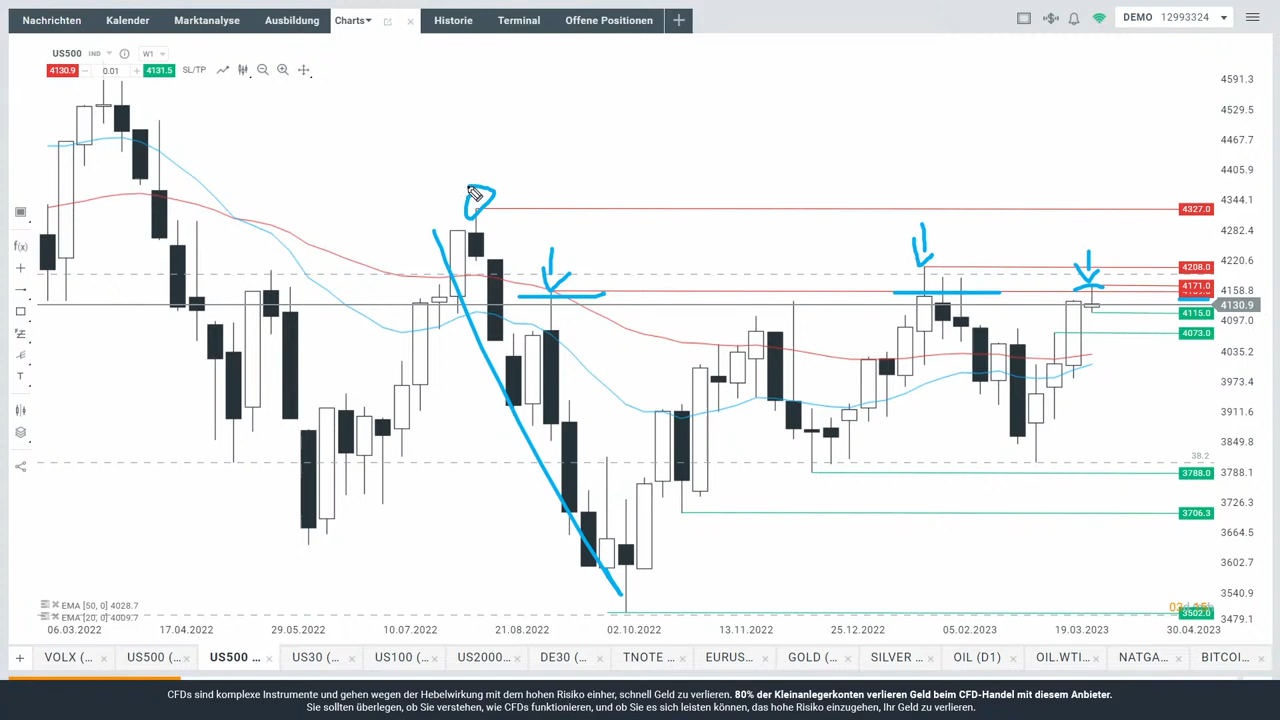 Nachrichten Kalender Marktanalyse Ausbildung Charts Historie Terminal Offene Positionen DEMO 12993324
US500 IND W1
4130.9 0.01 4131.5 SL/TP
4591.3
4529.5
4467.7
4405.9
4344.1
4327.0
4282.4
4220.6
4208.0
4171.0
4158.8
4130.9
4115.0
4097.0
4073.0
4035.2
3973.4
3911.6
3849.8
38.2
3788.1
3788.0
3726.3
3706.3
3664.5
3602.7
3540.9
3502.0
3479.1
f(x)
T
EMA [50, 0] 4028.7
EMA [20, 0] 4009.7
06.03.2022 17.04.2022 29.05.2022 10.07.2022 21.08.2022 02.10.2022 13.11.2022 25.12.2022 05.02.2023 19.03.2023 30.04.2023
VOLX (... US500 (... US500 ... US30 (... US100 (... US2000... DE30 (... TNOTE ... EURUS... GOLD (... SILVER ... OIL (D1) OIL.WTI... NATGA... BITCOI...
CFDs sind komplexe Instrumente und gehen wegen der Hebelwirkung mit dem hohen Risiko einher, schnell Geld zu verlieren. 80% der Kleinanlegerkonten verlieren Geld beim CFD-Handel mit diesem Anbieter.
Sie sollten überlegen, ob Sie verstehen, wie CFDs funktionieren, und ob Sie es sich leisten können, das hohe Risiko einzugehen, Ihr Geld zu verlieren.